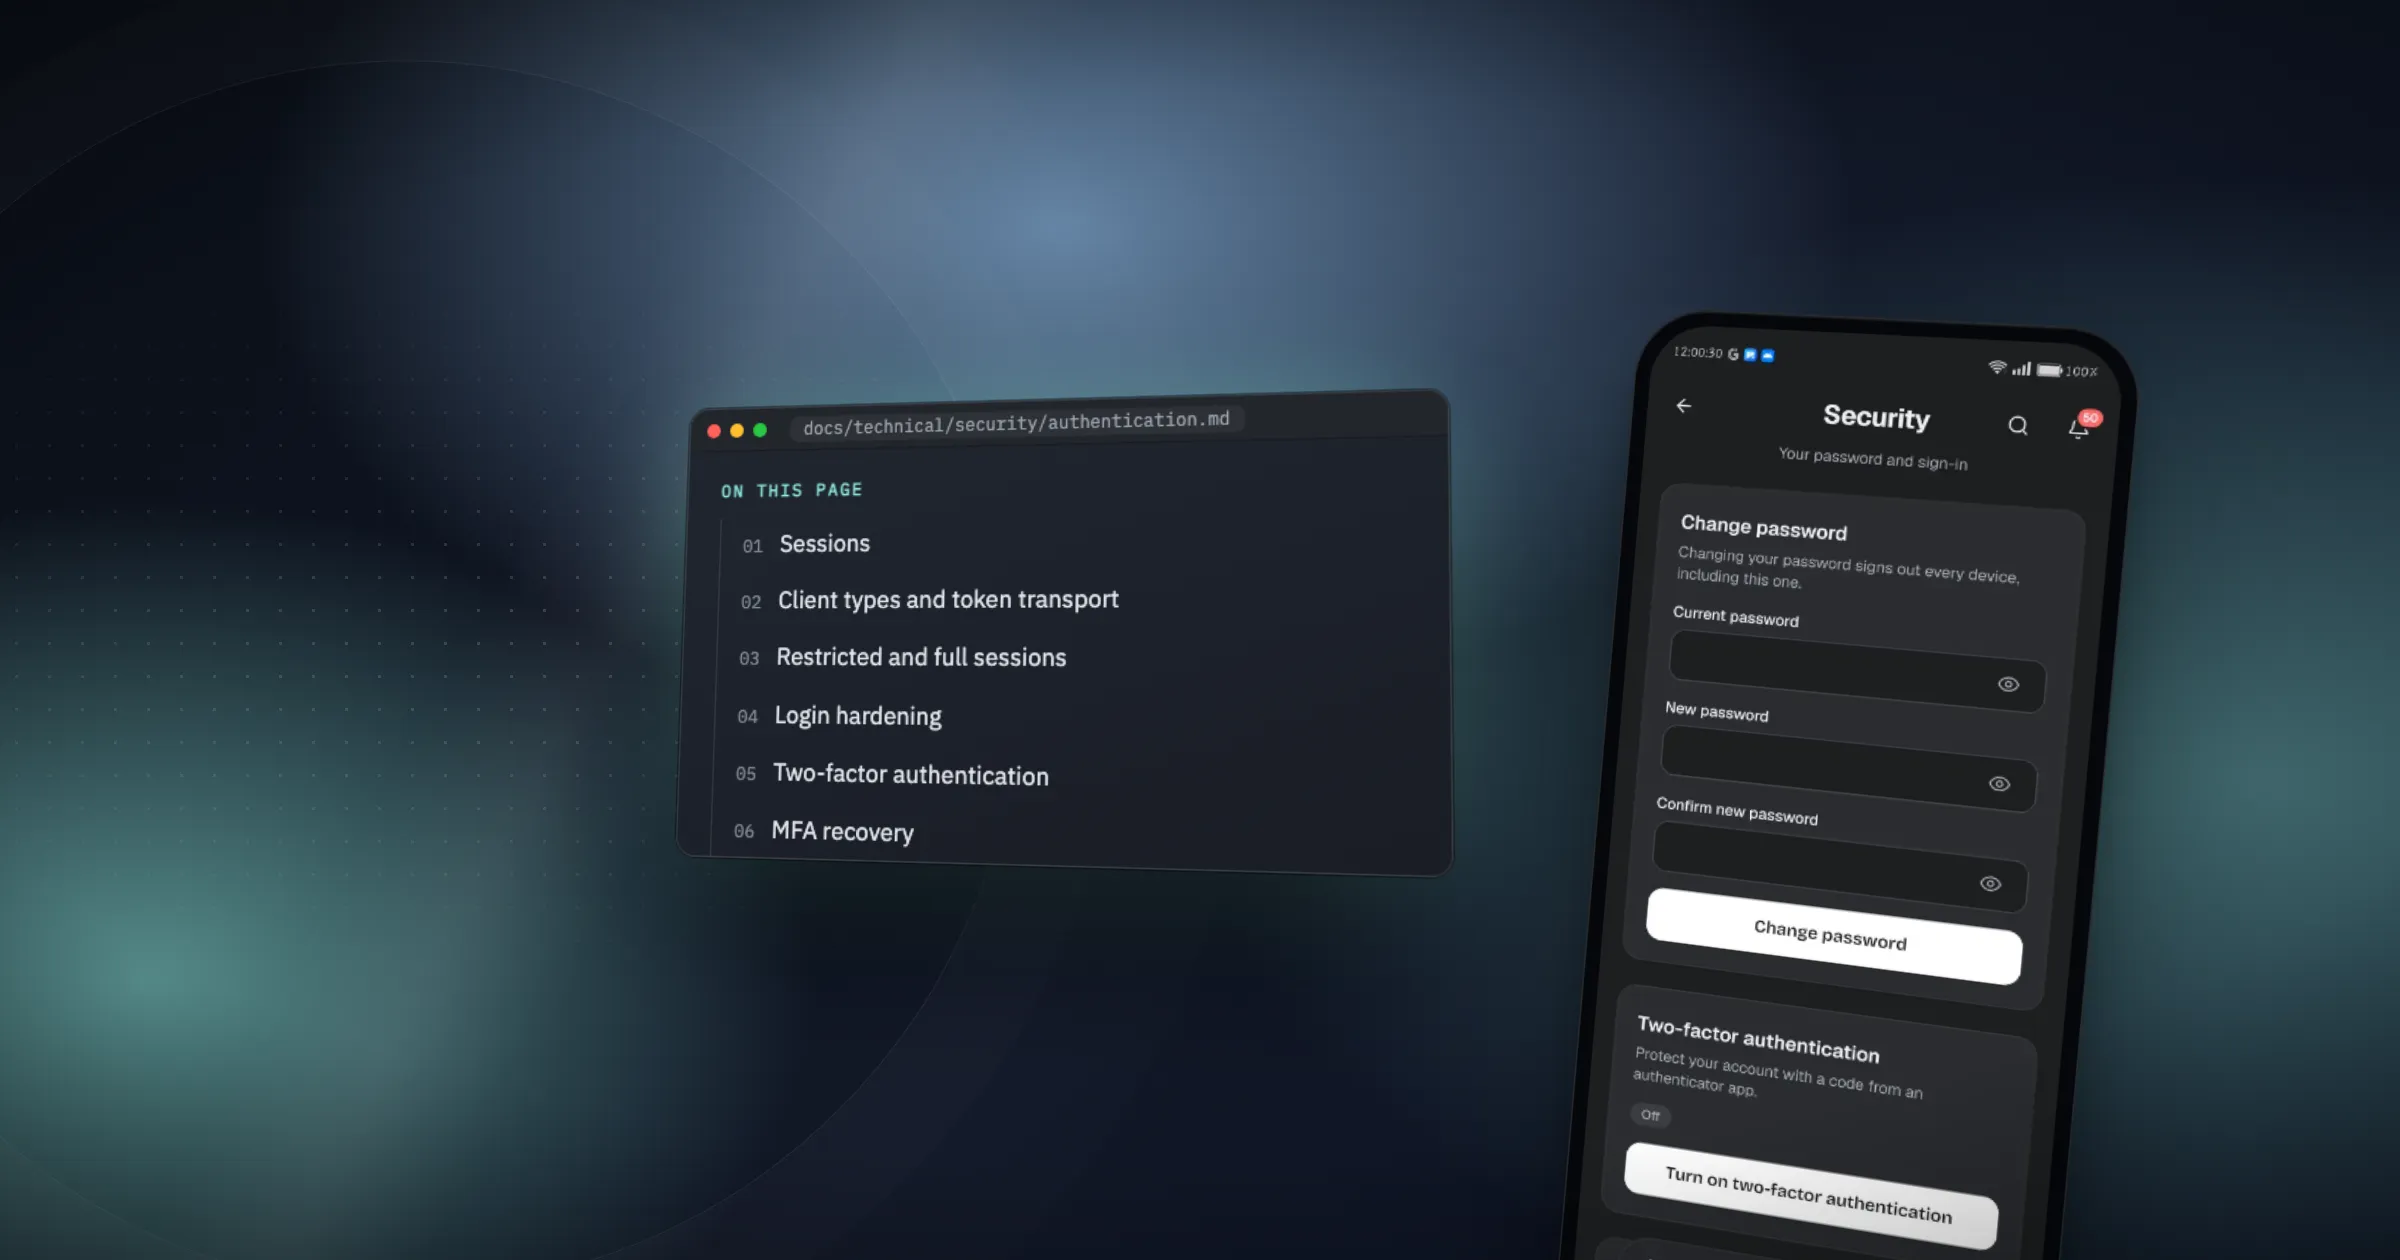 docs/technical/security/authentication.md
ON THIS PAGE
01 Sessions
02 Client types and token transport
03 Restricted and full sessions
04 Login hardening
05 Two-factor authentication
06 MFA recovery
12:00:30
100%
Security
50
Your password and sign-in
Change password
Changing your password signs out every device,
including this one.
Current password
New password
Confirm new password
Change password
Two-factor authentication
Protect your account with a code from an
authenticator app.
Off
Turn on two-factor authentication